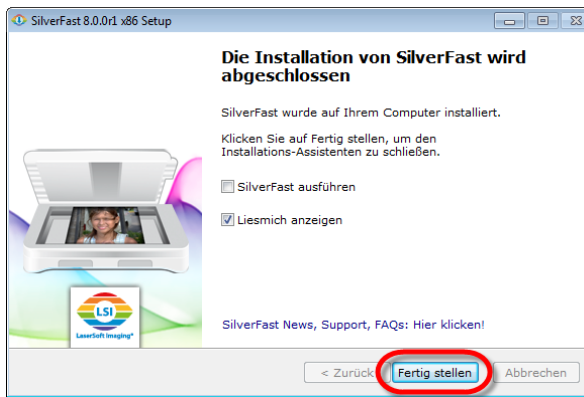 SilverFast 8.0.0r1 x86 Setup
Die Installation von SilverFast wird
abgeschlossen
SilverFast wurde auf Ihrem Computer installiert.
Klicken Sie auf Fertig stellen, um den
Installations-Assistenten zu schließen.
SilverFast ausführen
Liesmich anzeigen
LSI
LaserSoft Imaging®
SilverFast News, Support, FAQs: Hier klicken!
< Zurück
Fertig stellen
Abbrechen